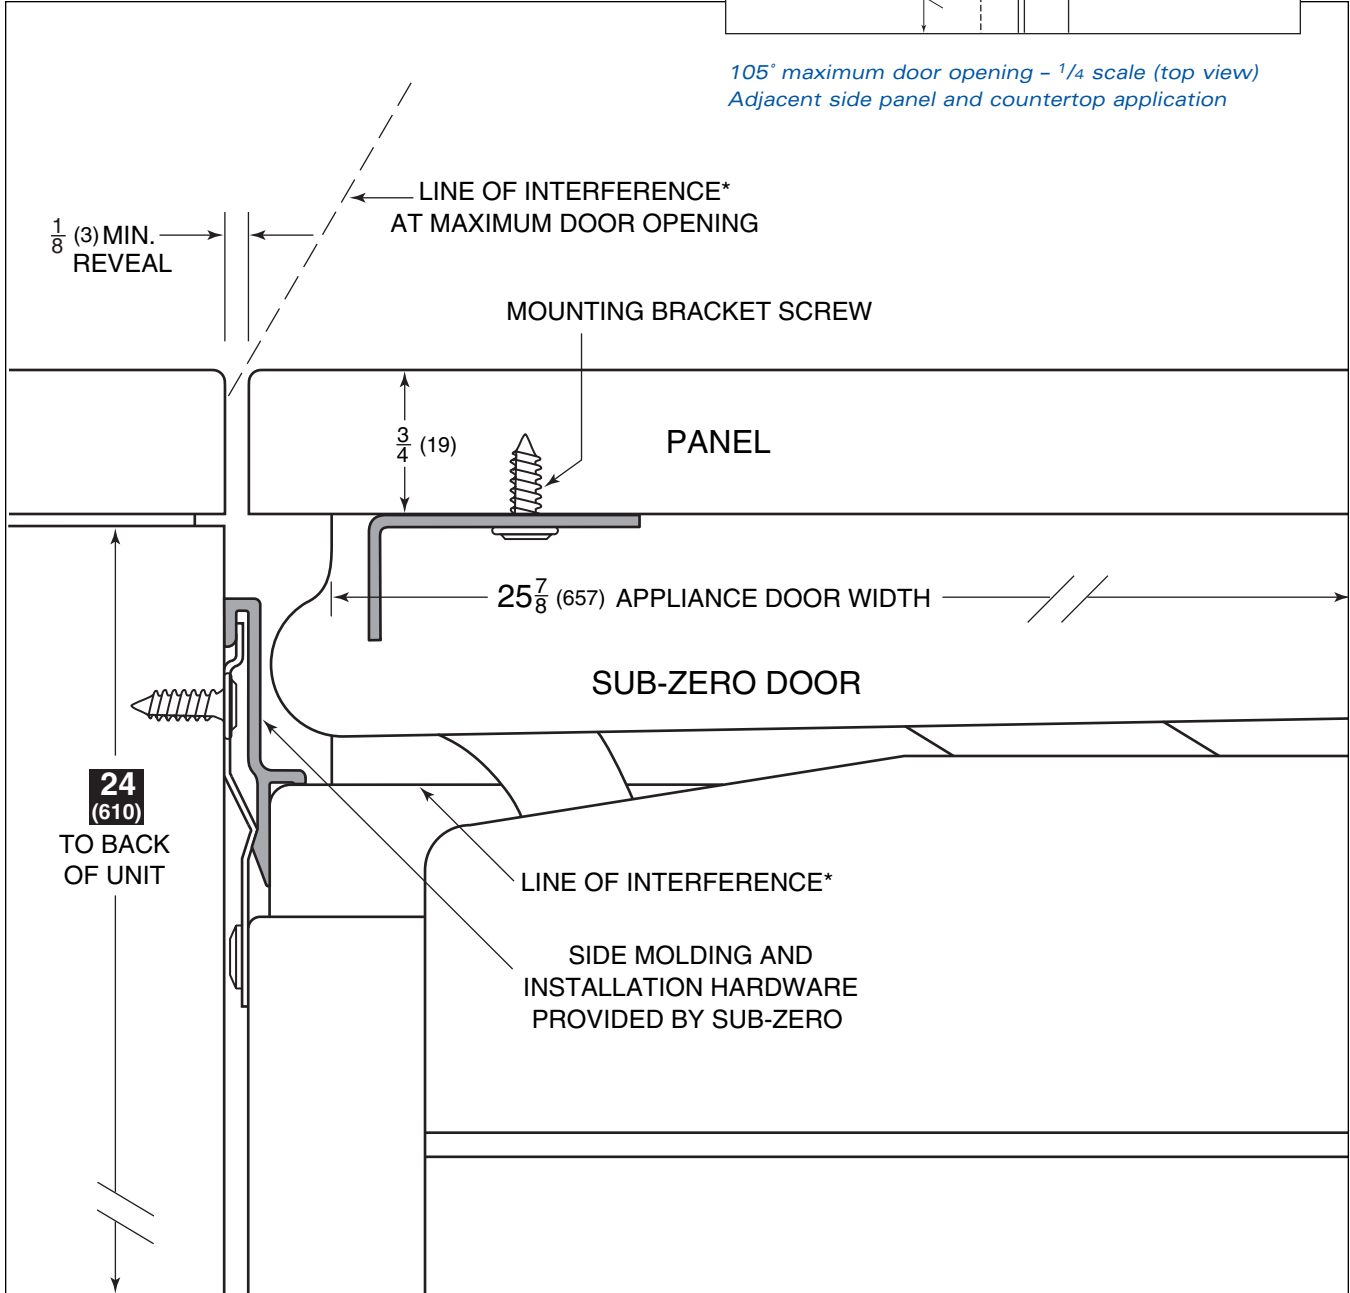 105° maximum door opening – 1/4 scale (top view)
Adjacent side panel and countertop application
LINE OF INTERFERENCE*
AT MAXIMUM DOOR OPENING
1/8 (3) MIN.
REVEAL
MOUNTING BRACKET SCREW
3/4 (19)
PANEL
25 7/8 (657) APPLIANCE DOOR WIDTH
SUB-ZERO DOOR
24
(610)
TO BACK
OF UNIT
LINE OF INTERFERENCE*
SIDE MOLDING AND
INSTALLATION HARDWARE
PROVIDED BY SUB-ZERO